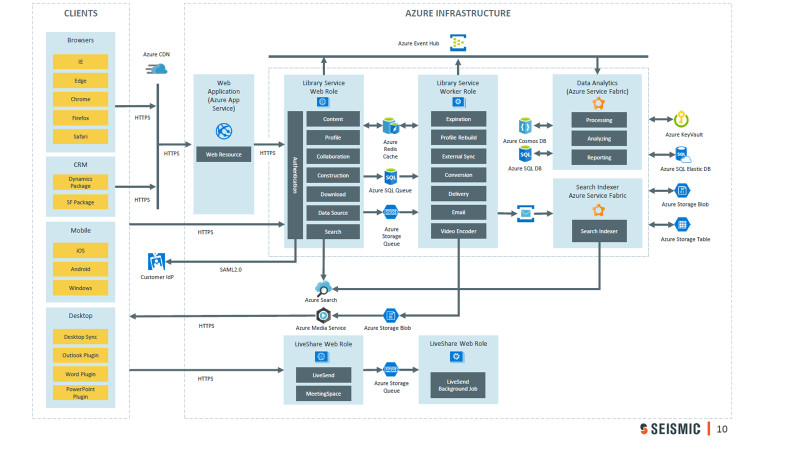 CLIENTS
AZURE INFRASTRUCTURE
Browsers
IE
Edge
Chrome
Firefox
Safari
CRM
Dynamics
Package
SF Package
Mobile
iOS
Android
Windows
Desktop
Desktop Sync
Outlook Plugin
Word Plugin
PowerPoint
Plugin
Azure CDN
HTTPS
HTTPS
HTTPS
HTTPS
HTTPS
HTTPS
HTTPS
SAML2.0
Customer IdP
Web
Application
(Azure App
Service)
Web Resource
Azure Event Hub
Library Service
Web Role
Authentication
Content
Profile
Collaboration
Construction
Download
Data Source
Search
Azure
Redis
Cache
Azure SQL Queue
Azure
Storage
Queue
Library Service
Worker Role
Expiration
Profile Rebuild
External Sync
Conversion
Delivery
Email
Video Encoder
Azure Cosmos DB
Azure SQL DB
Data Analytics
(Azure Service Fabric)
Processing
Analyzing
Reporting
Search Indexer
Azure Service Fabric
Search Indexer
Azure KeyVault
Azure SQL Elastic DB
Azure Storage Blob
Azure Storage Table
Azure Search
Azure Media Service
Azure Storage Blob
LiveShare Web Role
LiveSend
MeetingSpace
Azure Storage
Queue
LiveShare Web Role
LiveSend
Background Job
SEISMIC
10